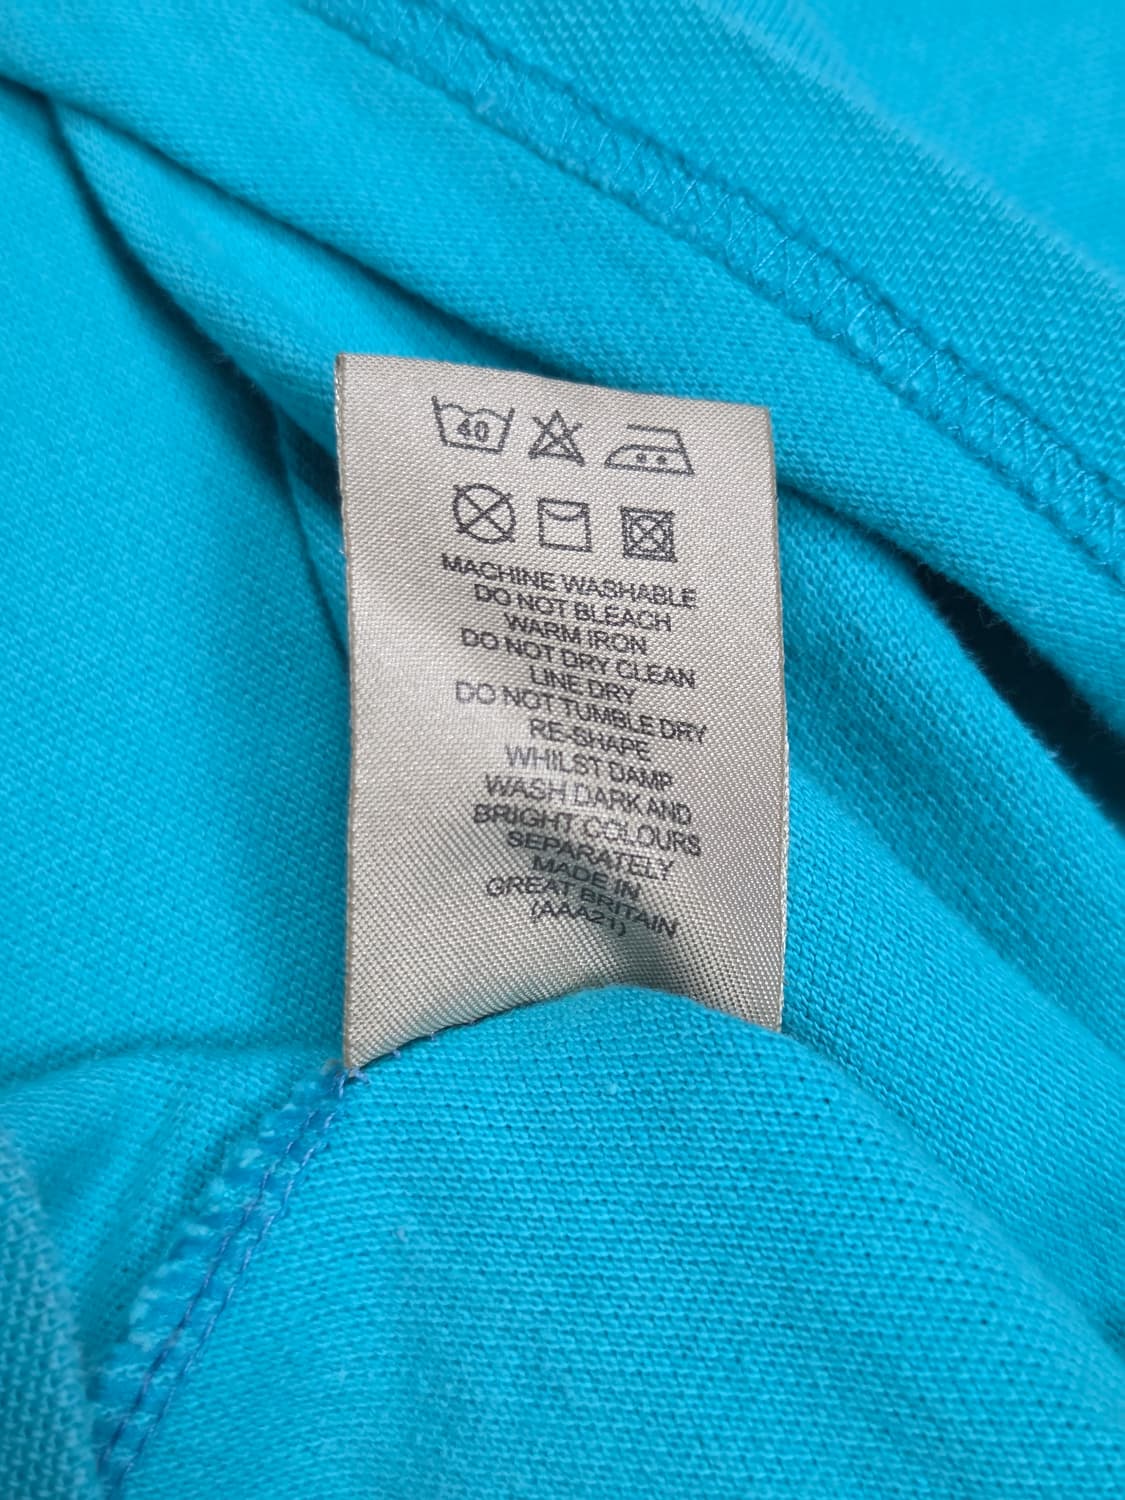 40
MACHINE WASHABLE
DO NOT BLEACH
WARM IRON
DO NOT DRY CLEAN
LINE DRY
DO NOT TUMBLE DRY
RE-SHAPE
WHILST DAMP
WASH DARK AND
BRIGHT COLOURS
SEPARATELY
MADE IN
GREAT BRITAIN
(AAA21)